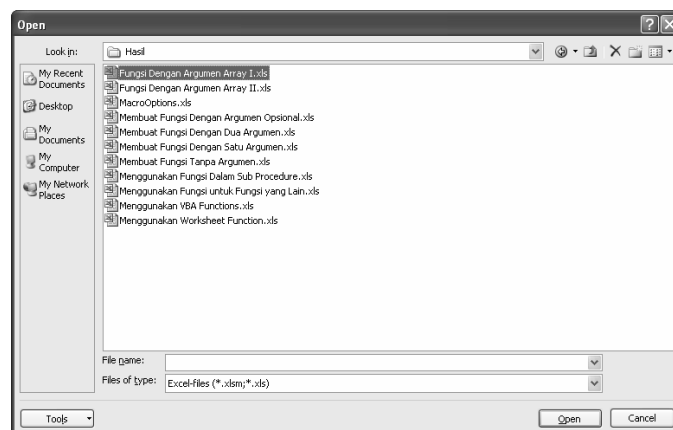 Open
Look in:
Hasil
My Recent
Documents
Desktop
My
Documents
My
Computer
My Network
Places
Fungsi Dengan Argumen Array I.xls
Fungsi Dengan Argumen Array II.xls
MacroOptions.xls
Membuat Fungsi Dengan Argumen Opsional.xls
Membuat Fungsi Dengan Dua Argumen.xls
Membuat Fungsi Dengan Satu Argumen.xls
Membuat Fungsi Tanpa Argumen.xls
Menggunakan Fungsi Dalam Sub Procedure.xls
Menggunakan Fungsi untuk Fungsi yang Lain.xls
Menggunakan VBA Functions.xls
Menggunakan Worksheet Function.xls
File name:
Files of type:
Excel-files (*.xlsm;*.xls)
Tools
Open
Cancel